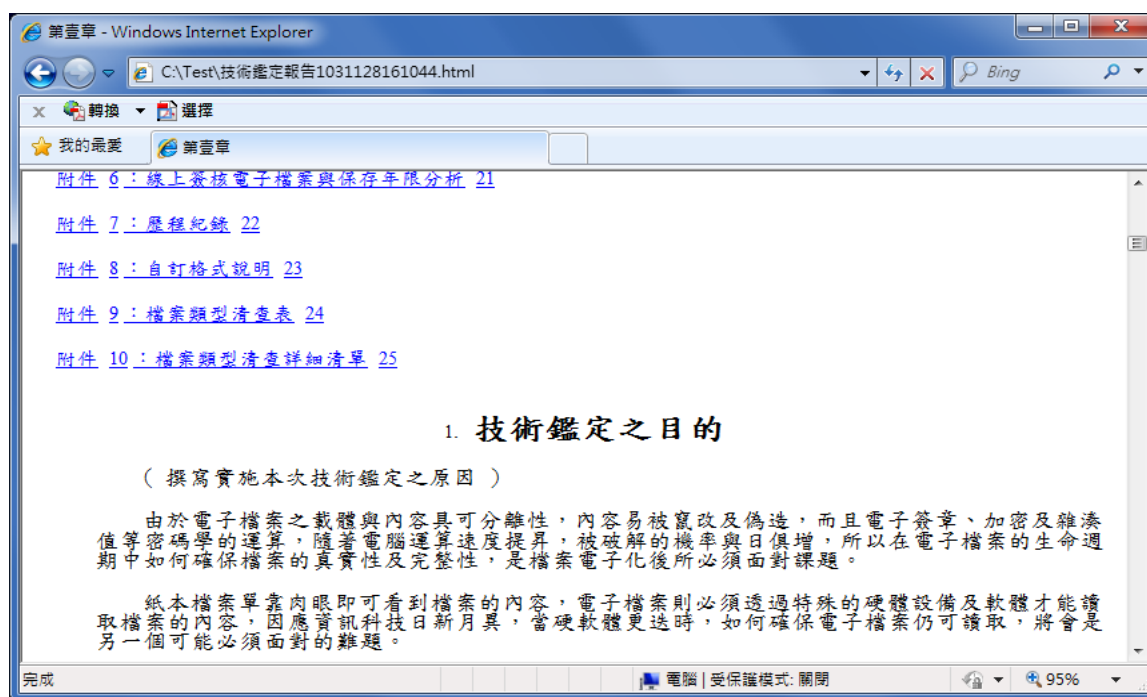 第壹章 - Windows Internet Explorer
C:\Test\技術鑑定報告1031128161044.html
Bing
x 轉換 選擇
我的最愛 第壹章
附件 6：線上簽核電子檔案與保存年限分析 21
附件 7：歷程紀錄 22
附件 8：自訂格式說明 23
附件 9：檔案類型清查表 24
附件 10：檔案類型清查詳細清單 25
1. 技術鑑定之目的
（ 撰寫實施本次技術鑑定之原因 ）
由於電子檔案之載體與內容具可分離性，內容易被竄改及偽造，而且電子簽章、加密及雜湊
值等密碼學的運算，隨著電腦運算速度提昇，被破解的機率與日俱增，所以在電子檔案的生命週
期中如何確保檔案的真實性及完整性，是檔案電子化後所必須面對課題。
紙本檔案單靠肉眼即可看到檔案的內容，電子檔案則必須透過特殊的硬體設備及軟體才能讀
取檔案的內容，因應資訊科技日新月異，當硬軟體更迭時，如何確保電子檔案仍可讀取，將會是
另一個可能必須面對的難題。
完成 電腦 | 受保護模式: 關閉 95%